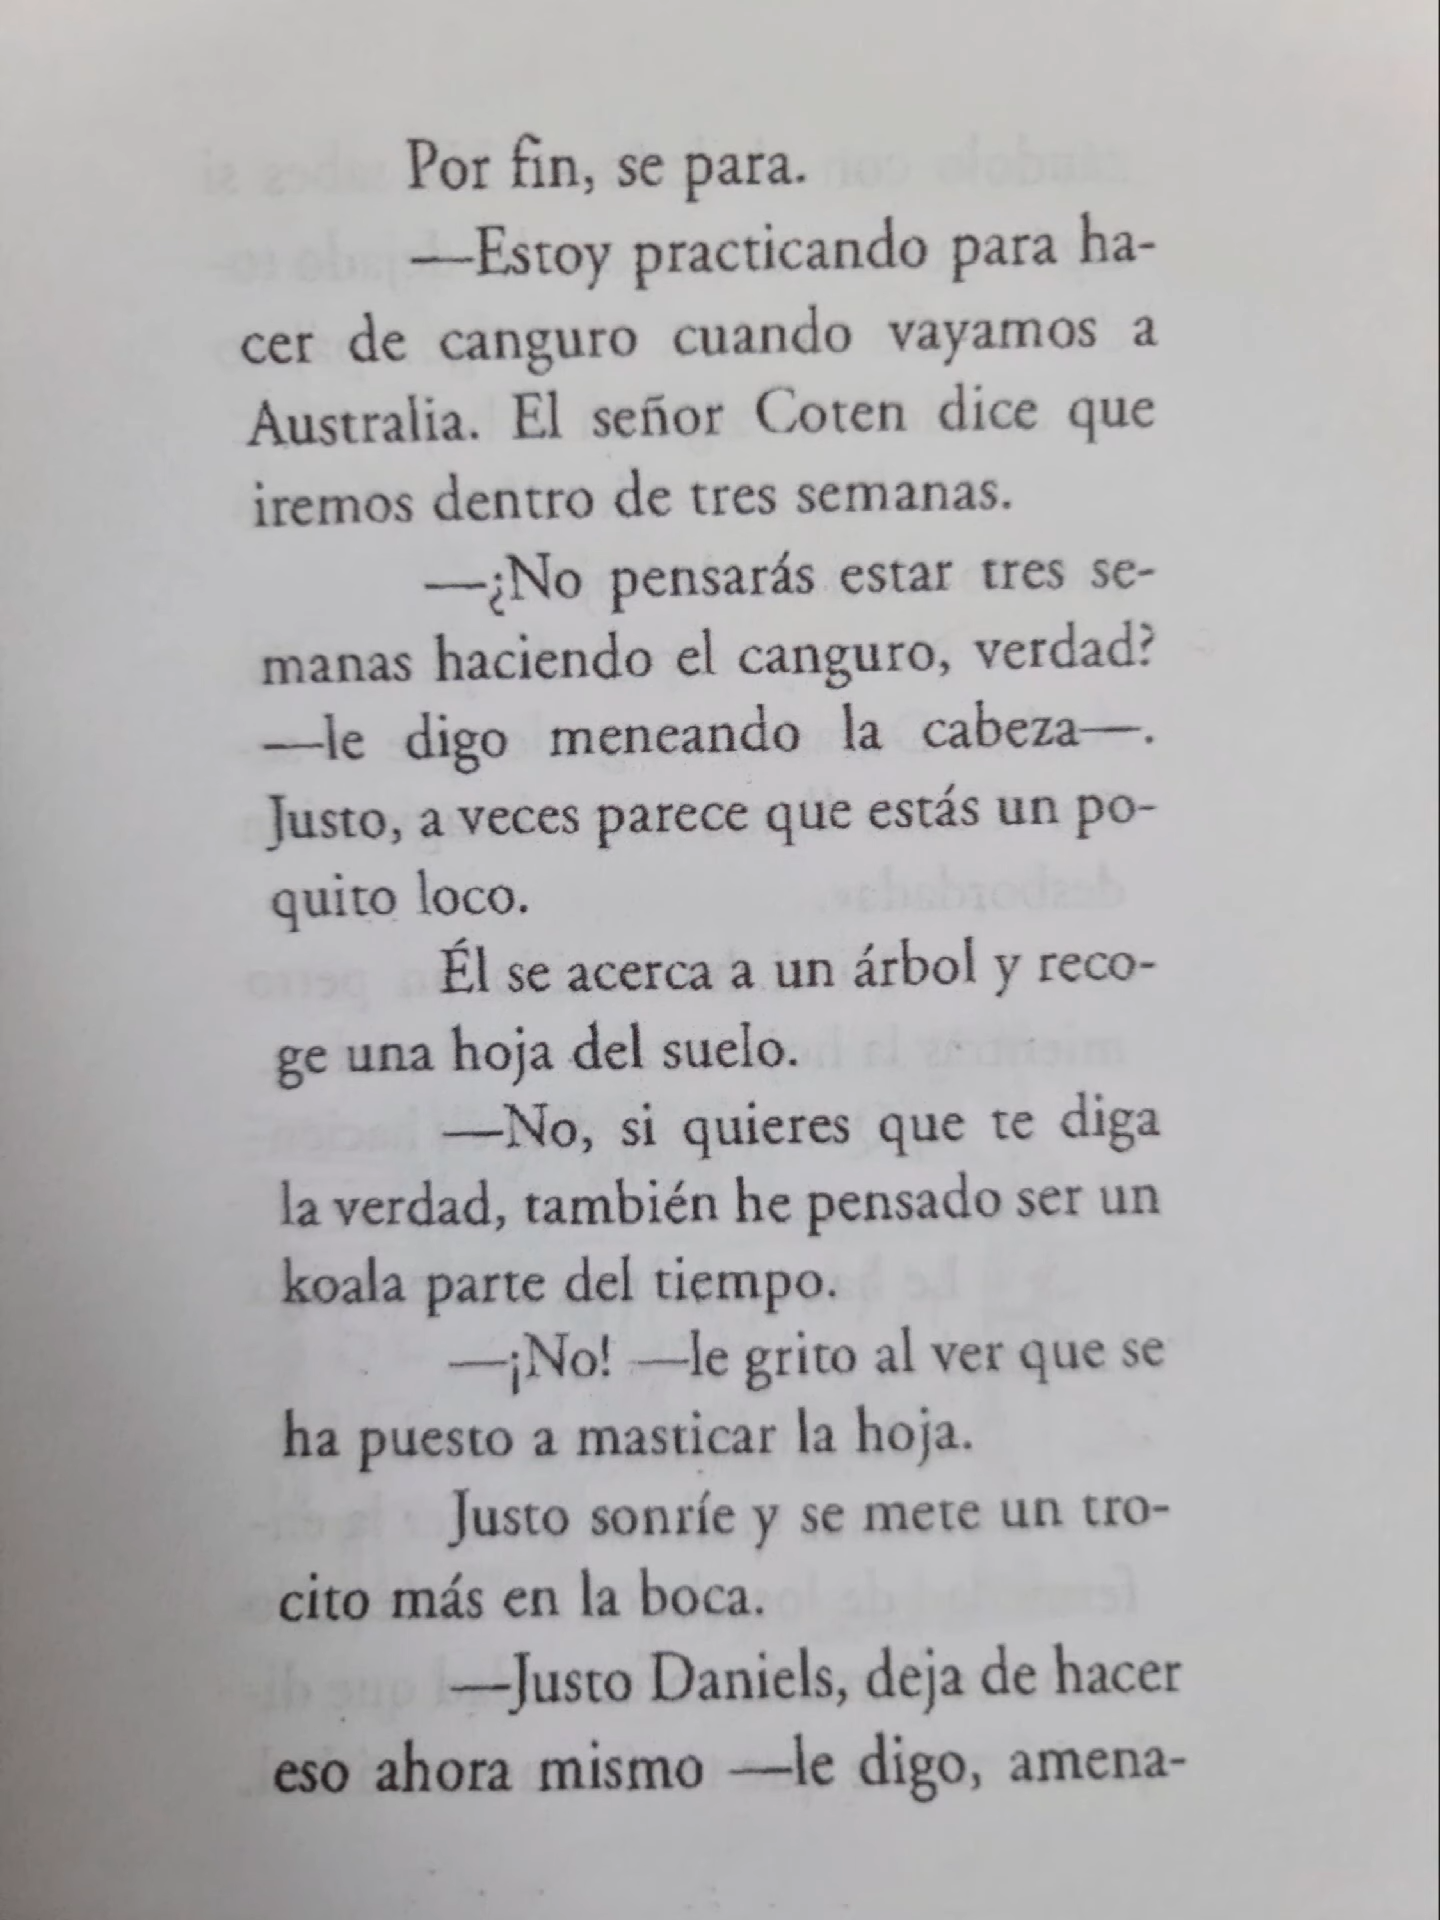 Por fin, se para.
—Estoy practicando para ha-
cer de canguro cuando vayamos a
Australia. El señor Coten dice que
iremos dentro de tres semanas.
—¿No pensarás estar tres se-
manas haciendo el canguro, verdad?
—le digo meneando la cabeza—.
Justo, a veces parece que estás un po-
quito loco.
Él se acerca a un árbol y reco-
ge una hoja del suelo.
—No, si quieres que te diga
la verdad, también he pensado ser un
koala parte del tiempo.
—¡No! —le grito al ver que se
ha puesto a masticar la hoja.
Justo sonríe y se mete un tro-
cito más en la boca.
—Justo Daniels, deja de hacer
eso ahora mismo —le digo, amena-